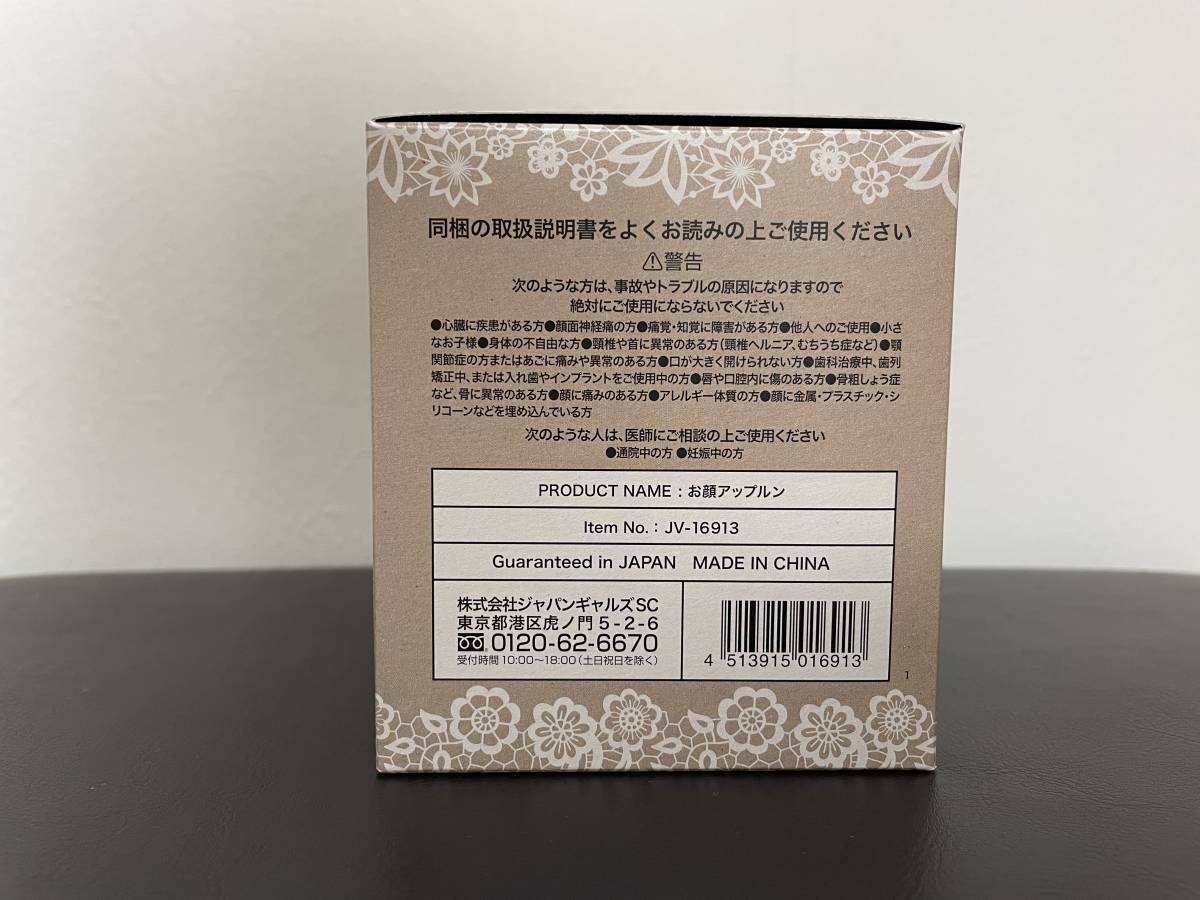 同梱の取扱説明書をよくお読みの上ご使用ください
⚠警告
次のような方は、事故やトラブルの原因になりますので
絶対にご使用にならないでください
●心臓に疾患がある方●顔面神経痛の方●痛覚・知覚に障害がある方●他人へのご使用●小さ
なお子様●身体の不自由な方●頸椎や首に異常のある方(頸椎ヘルニア、むちうち症など)●顎
関節症の方またはあごに痛みや異常のある方●口が大きく開けられない方●歯科治療中、歯列
矯正中、または入れ歯やインプラントをご使用中の方●唇や口腔内に傷のある方●骨粗しょう症
など、骨に異常のある方●顔に痛みのある方●アレルギー体質の方●顔に金属・プラスチック・シ
リコーンなどを埋め込んでいる方
次のような人は、医師にご相談の上ご使用ください
●通院中の方 ●妊娠中の方
PRODUCT NAME : お顔アップルン
Item No. : JV-16913
Guaranteed in JAPAN MADE IN CHINA
株式会社ジャパンギャルズSC
東京都港区虎ノ門5-2-6
0120-62-6670
受付時間 10:00〜18:00(土日祝日を除く)
4 513915 016913
1